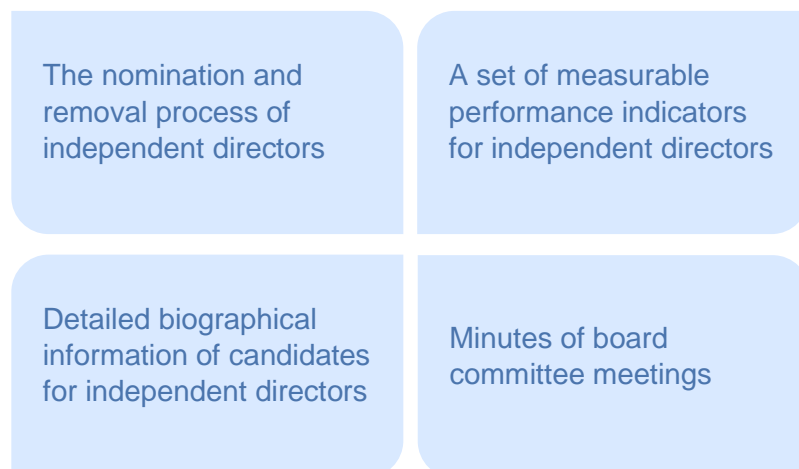 The nomination and
removal process of
independent directors
A set of measurable
performance indicators
for independent directors
Detailed biographical
information of candidates
for independent directors
Minutes of board
committee meetings